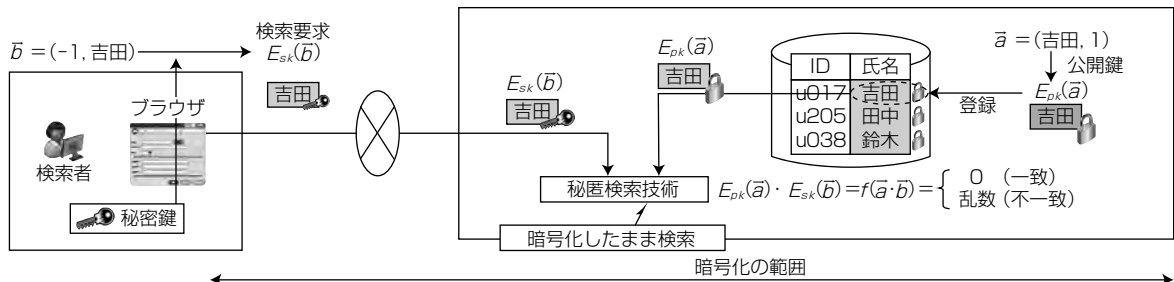 b⃗ =(-1, 吉田)
検索要求
E_sk(b⃗)
吉田
ブラウザ
検索者
秘密鍵
E_sk(b⃗)
吉田
E_pk(a⃗)
吉田
ID 氏名
u017 吉田
u205 田中
u038 鈴木
a⃗ =(吉田, 1)
公開鍵
E_pk(a⃗)
登録
吉田
秘匿検索技術
E_pk(a⃗)・E_sk(b⃗)=f(a⃗・b⃗)= { 0 (一致)
乱数 (不一致)
暗号化したまま検索
暗号化の範囲